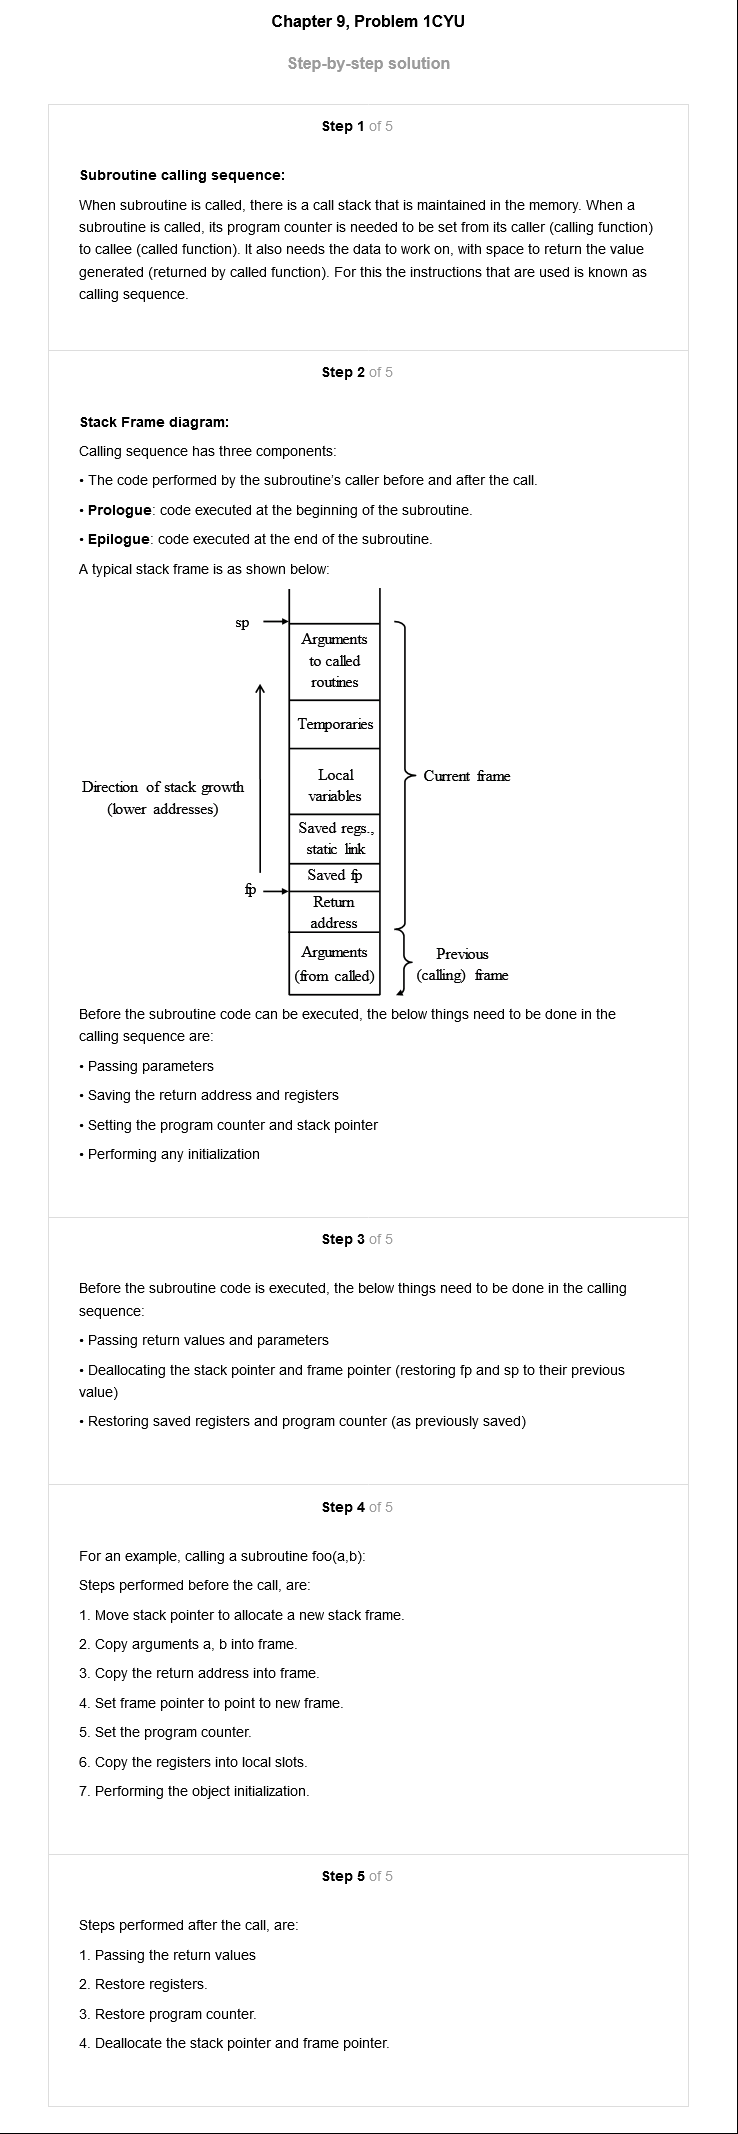 Chapter 9, Problem 1CYU
Step-by-step solution
Step 1 of 5
Subroutine calling sequence:
When subroutine is called, there is a call stack that is maintained in the memory. When a
subroutine is called, its program counter is needed to be set from its caller (calling function)
to callee (called function). It also needs the data to work on, with space to return the value
generated (returned by called function). For this the instructions that are used is known as
calling sequence.
Step 2 of 5
Stack Frame diagram:
Calling sequence has three components:
• The code performed by the subroutine's caller before and after the call.
• Prologue: code executed at the beginning of the subroutine.
• Epilogue: code executed at the end of the subroutine.
A typical stack frame is as shown below:
sp
Arguments
to called
routines
Temporaries
Local
variables
Direction of stack growth
(lower addresses)
Current frame
Saved regs.,
static link
Saved fp
fp
Return
address
Arguments
(from called)
Previous
(calling) frame
Before the subroutine code can be executed, the below things need to be done in the
calling sequence are:
• Passing parameters
• Saving the return address and registers
• Setting the program counter and stack pointer
• Performing any initialization
Step 3 of 5
Before the subroutine code is executed, the below things need to be done in the calling
sequence:
• Passing return values and parameters
• Deallocating the stack pointer and frame pointer (restoring fp and sp to their previous
value)
• Restoring saved registers and program counter (as previously saved)
Step 4 of 5
For an example, calling a subroutine foo(a,b):
Steps performed before the call, are:
1. Move stack pointer to allocate a new stack frame.
2. Copy arguments a, b into frame.
3. Copy the return address into frame.
4. Set frame pointer to point to new frame.
5. Set the program counter.
6. Copy the registers into local slots.
7. Performing the object initialization.
Step 5 of 5
Steps performed after the call, are:
1. Passing the return values
2. Restore registers.
3. Restore program counter.
4. Deallocate the stack pointer and frame pointer.